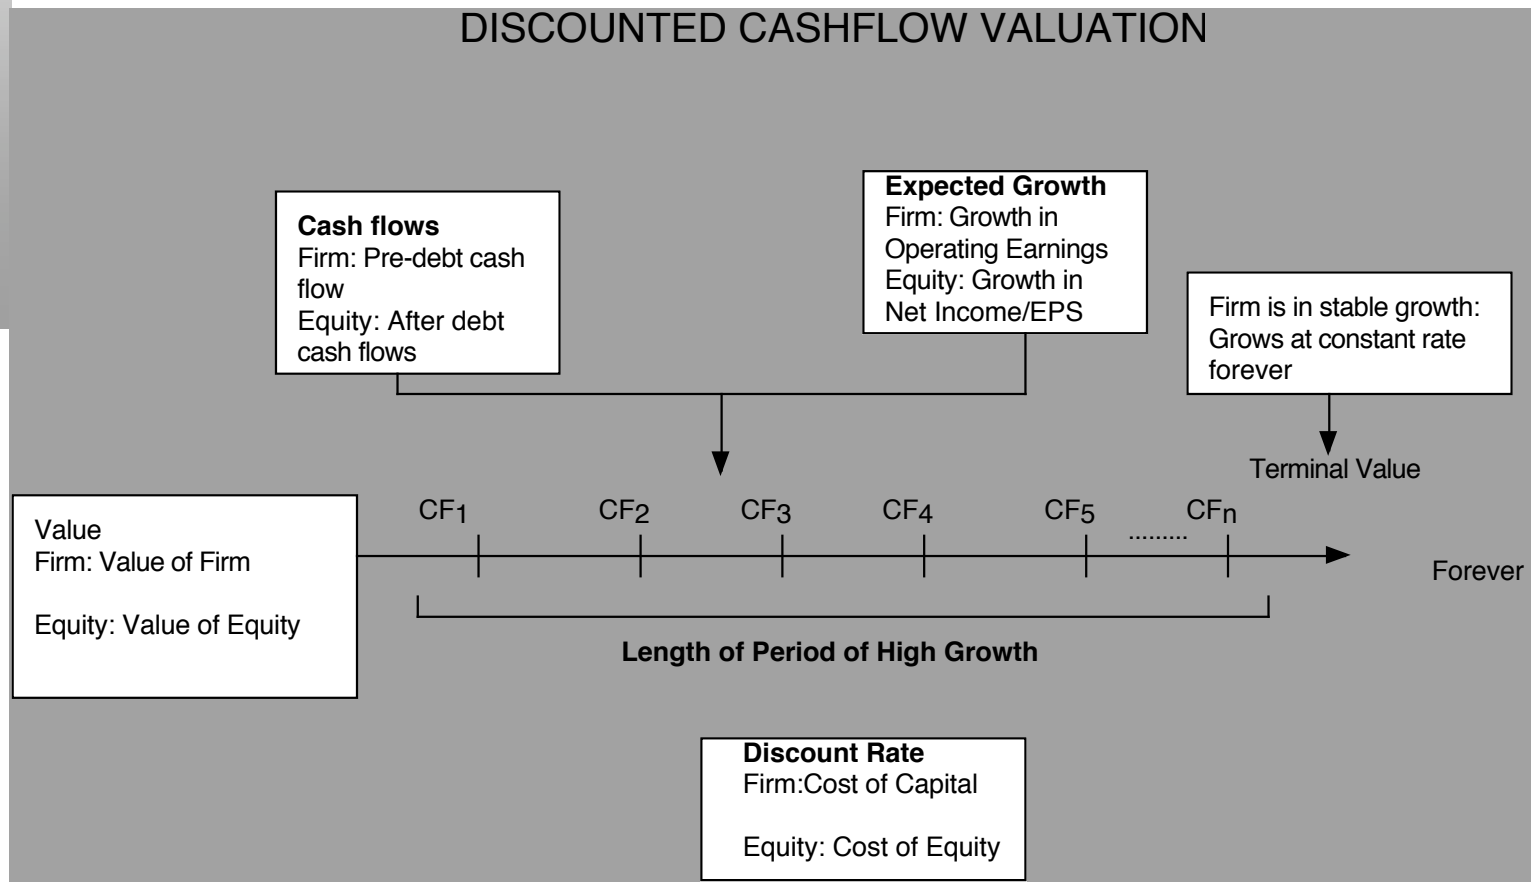 DISCOUNTED CASHFLOW VALUATION
Cash flows
Firm: Pre-debt cash
flow
Equity: After debt
cash flows
Expected Growth
Firm: Growth in
Operating Earnings
Equity: Growth in
Net Income/EPS
Firm is in stable growth:
Grows at constant rate
forever
Terminal Value
CF1 CF2 CF3 CF4 CF5 ......... CFn
Forever
Value
Firm: Value of Firm
Equity: Value of Equity
Length of Period of High Growth
Discount Rate
Firm:Cost of Capital
Equity: Cost of Equity